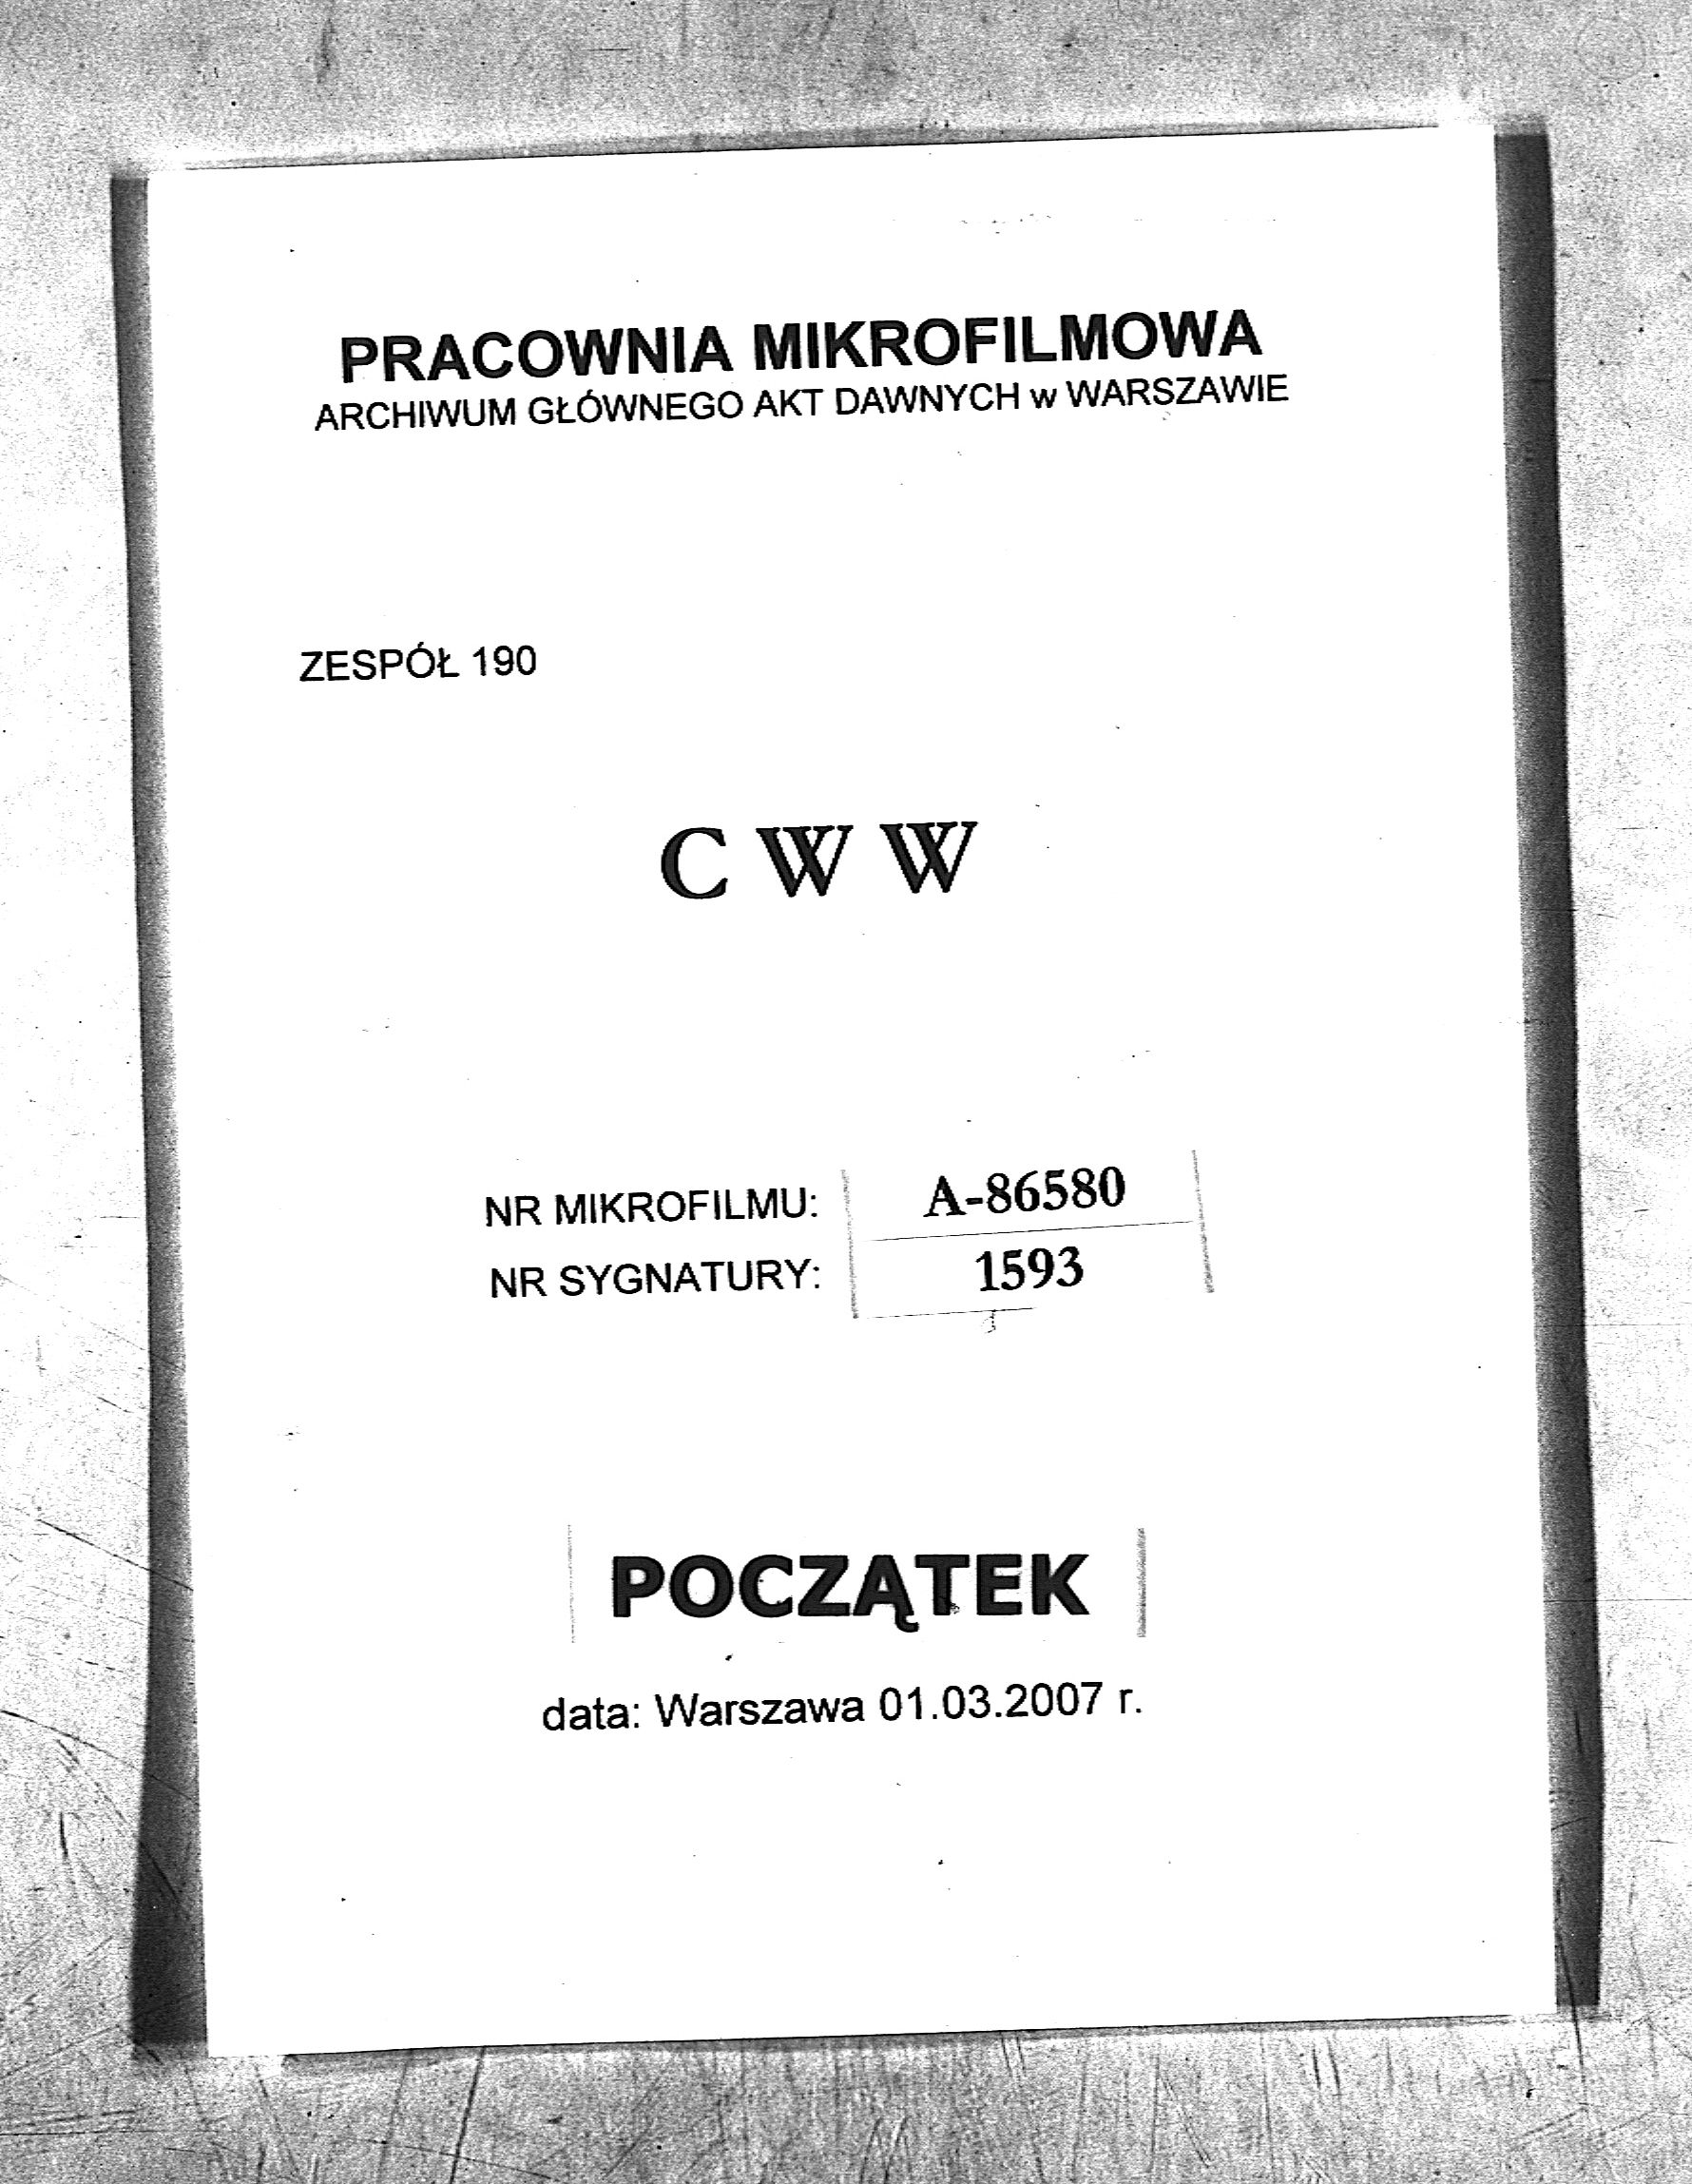 PRACOWNIA MIKROFILMOWA
ARCHIWUM GŁÓWNEGO AKT DAWNYCH w WARSZAWIE
ZESPÓŁ 190
C W W
NR MIKROFILMU: A-86580
NR SYGNATURY: 1593
POCZĄTEK
data: Warszawa 01.03.2007 r.